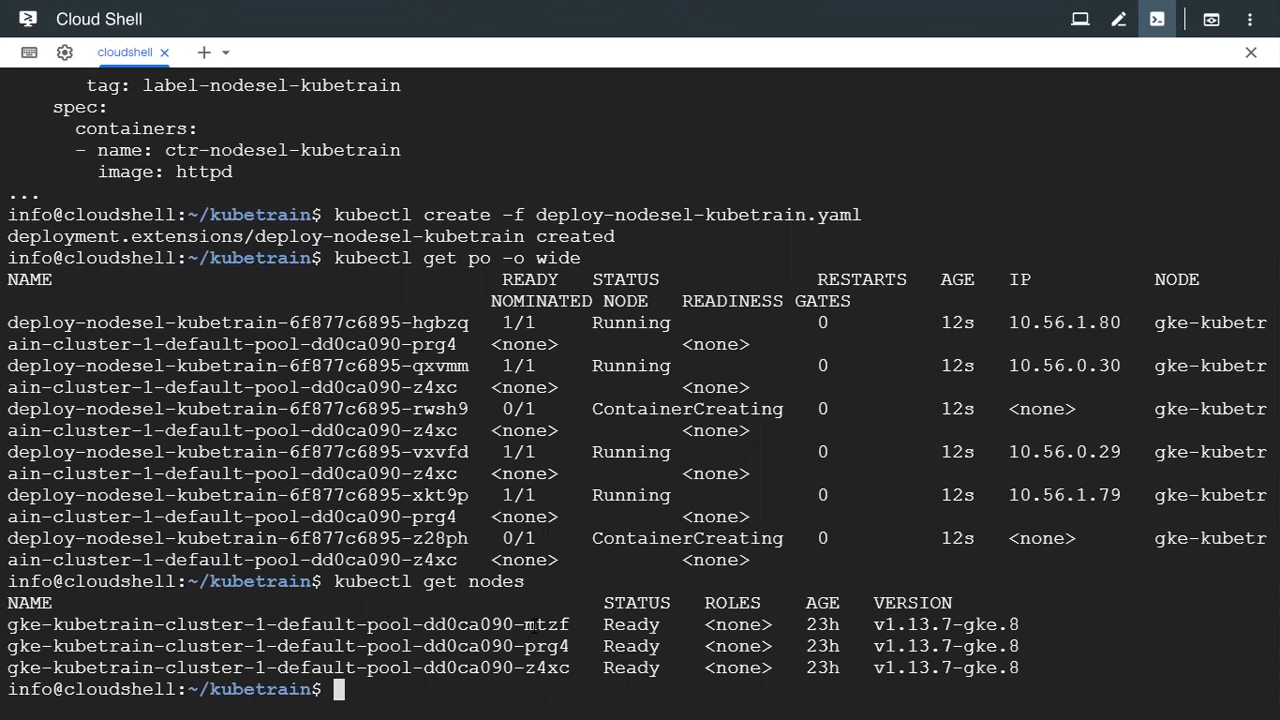 Cloud Shell
cloudshell
tag: label-nodesel-kubetrain
spec:
containers:
- name: ctr-nodesel-kubetrain
image: httpd
...
info@cloudshell:~/kubetrain$ kubectl create -f deploy-nodesel-kubetrain.yaml
deployment.extensions/deploy-nodesel-kubetrain created
info@cloudshell:~/kubetrain$ kubectl get po -o wide
NAME READY STATUS RESTARTS AGE IP NODE
NOMINATED NODE READINESS GATES
deploy-nodesel-kubetrain-6f877c6895-hgbzq 1/1 Running 0 12s 10.56.1.80 gke-kubetr
ain-cluster-1-default-pool-dd0ca090-prg4 <none> <none>
deploy-nodesel-kubetrain-6f877c6895-qxvmm 1/1 Running 0 12s 10.56.0.30 gke-kubetr
ain-cluster-1-default-pool-dd0ca090-z4xc <none> <none>
deploy-nodesel-kubetrain-6f877c6895-rwsh9 0/1 ContainerCreating 0 12s <none> gke-kubetr
ain-cluster-1-default-pool-dd0ca090-z4xc <none> <none>
deploy-nodesel-kubetrain-6f877c6895-vxvfd 1/1 Running 0 12s 10.56.0.29 gke-kubetr
ain-cluster-1-default-pool-dd0ca090-z4xc <none> <none>
deploy-nodesel-kubetrain-6f877c6895-xkt9p 1/1 Running 0 12s 10.56.1.79 gke-kubetr
ain-cluster-1-default-pool-dd0ca090-prg4 <none> <none>
deploy-nodesel-kubetrain-6f877c6895-z28ph 0/1 ContainerCreating 0 12s <none> gke-kubetr
ain-cluster-1-default-pool-dd0ca090-z4xc <none> <none>
info@cloudshell:~/kubetrain$ kubectl get nodes
NAME STATUS ROLES AGE VERSION
gke-kubetrain-cluster-1-default-pool-dd0ca090-mtzf Ready <none> 23h v1.13.7-gke.8
gke-kubetrain-cluster-1-default-pool-dd0ca090-prg4 Ready <none> 23h v1.13.7-gke.8
gke-kubetrain-cluster-1-default-pool-dd0ca090-z4xc Ready <none> 23h v1.13.7-gke.8
info@cloudshell:~/kubetrain$